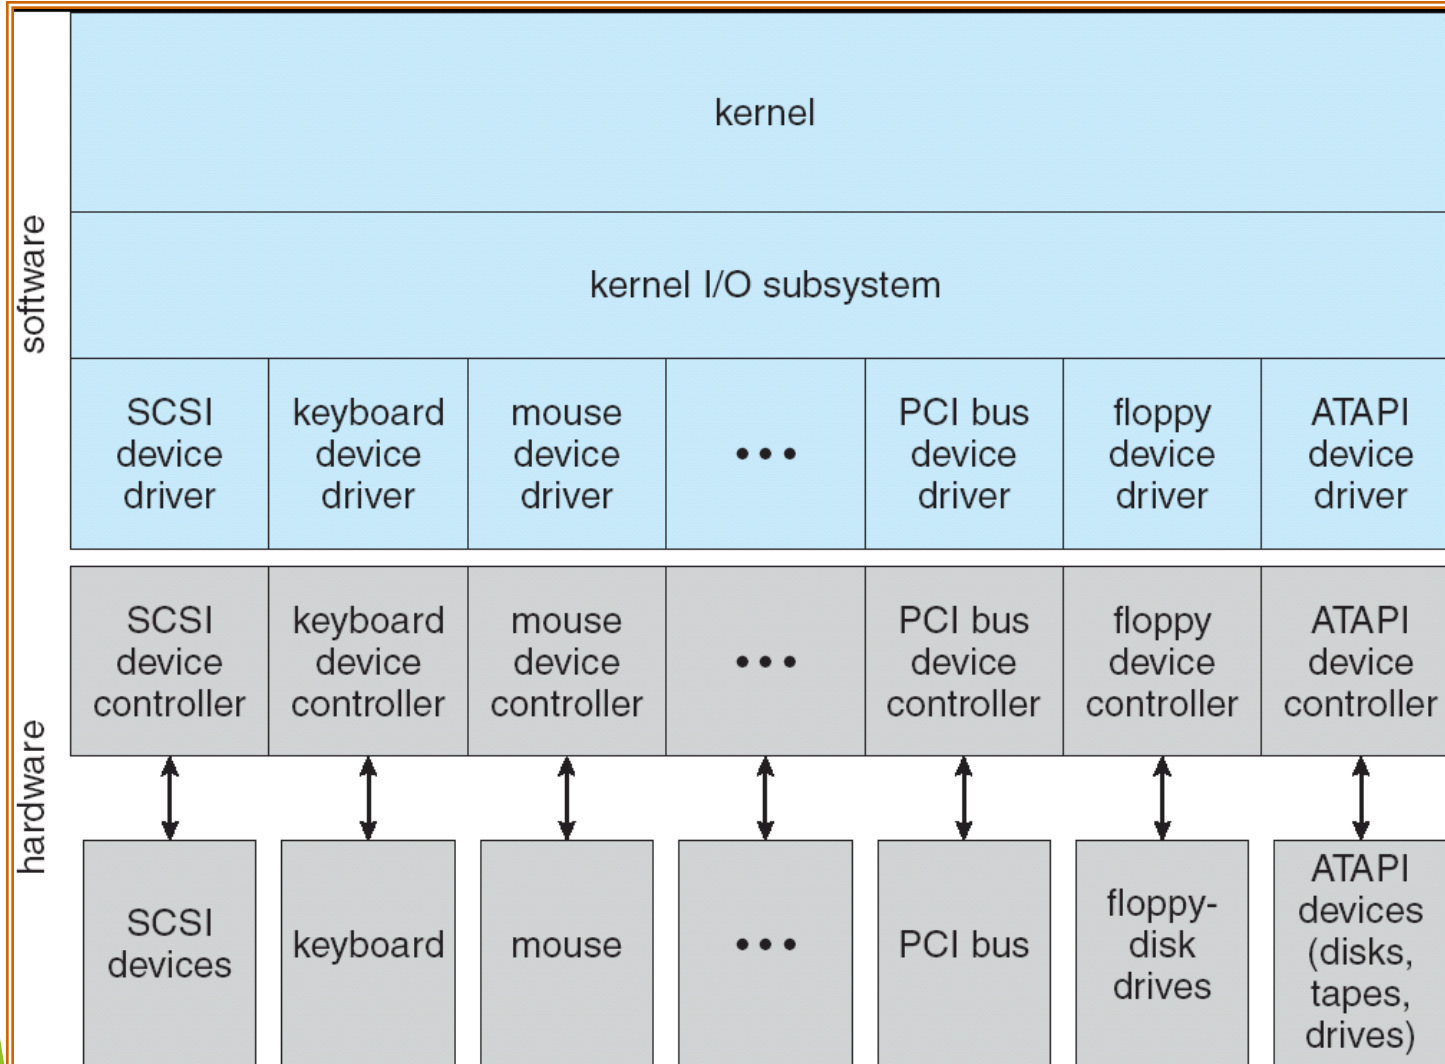 software
kernel
kernel I/O subsystem
SCSI
device
driver
keyboard
device
driver
mouse
device
driver
•••
PCI bus
device
driver
floppy
device
driver
ATAPI
device
driver
hardware
SCSI
device
controller
keyboard
device
controller
mouse
device
controller
•••
PCI bus
device
controller
floppy
device
controller
ATAPI
device
controller
SCSI
devices
keyboard
mouse
•••
PCI bus
floppy-
disk
drives
ATAPI
devices
(disks,
tapes,
drives)